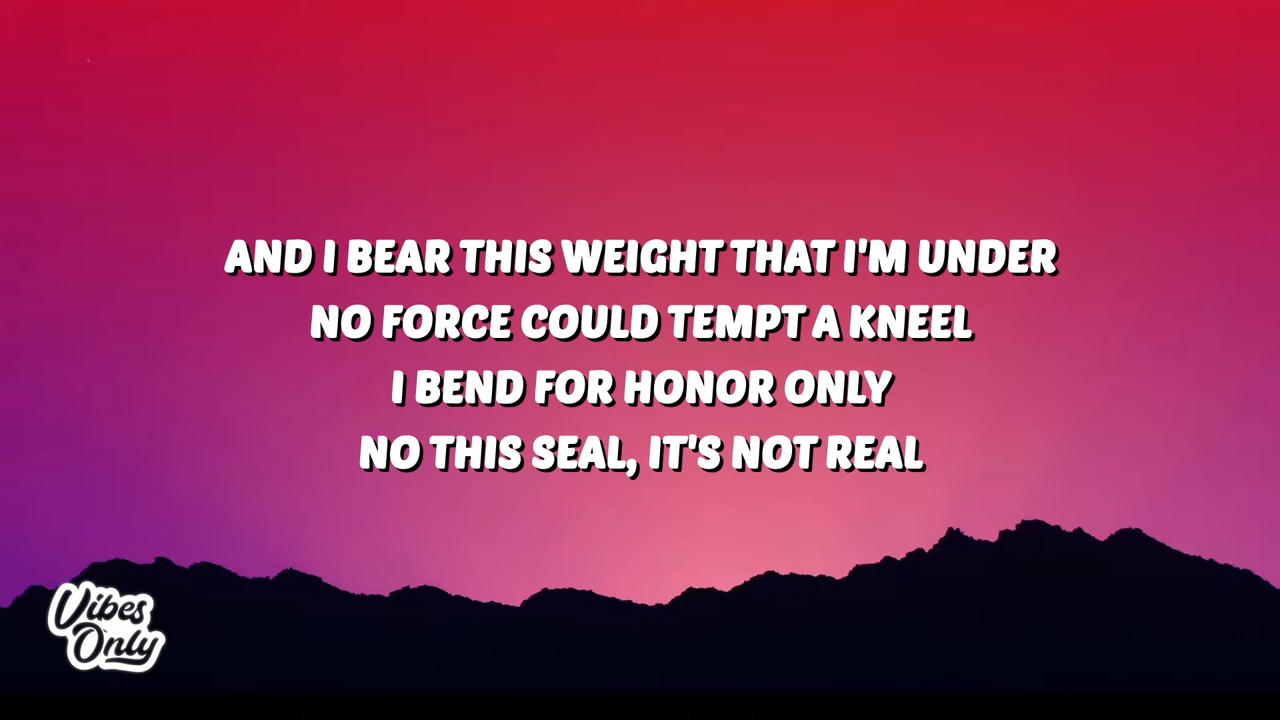 AND I BEAR THIS WEIGHT THAT I'M UNDER
NO FORCE COULD TEMPT A KNEEL
I BEND FOR HONOR ONLY
NO THIS SEAL, IT'S NOT REAL
Vibes
Only